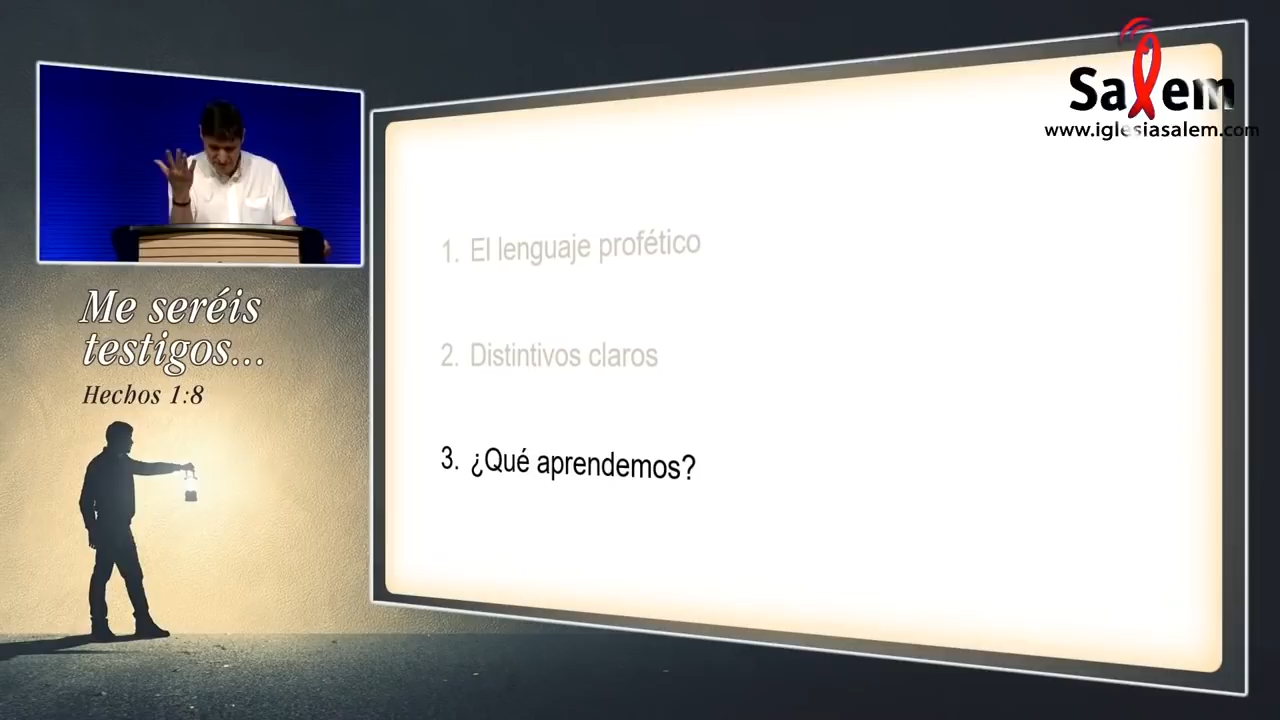 Salem
www.iglesiasalem.com
Me seréis
testigos...
Hechos 1:8
1. El lenguaje profético
2. Distintivos claros
3. ¿Qué aprendemos?